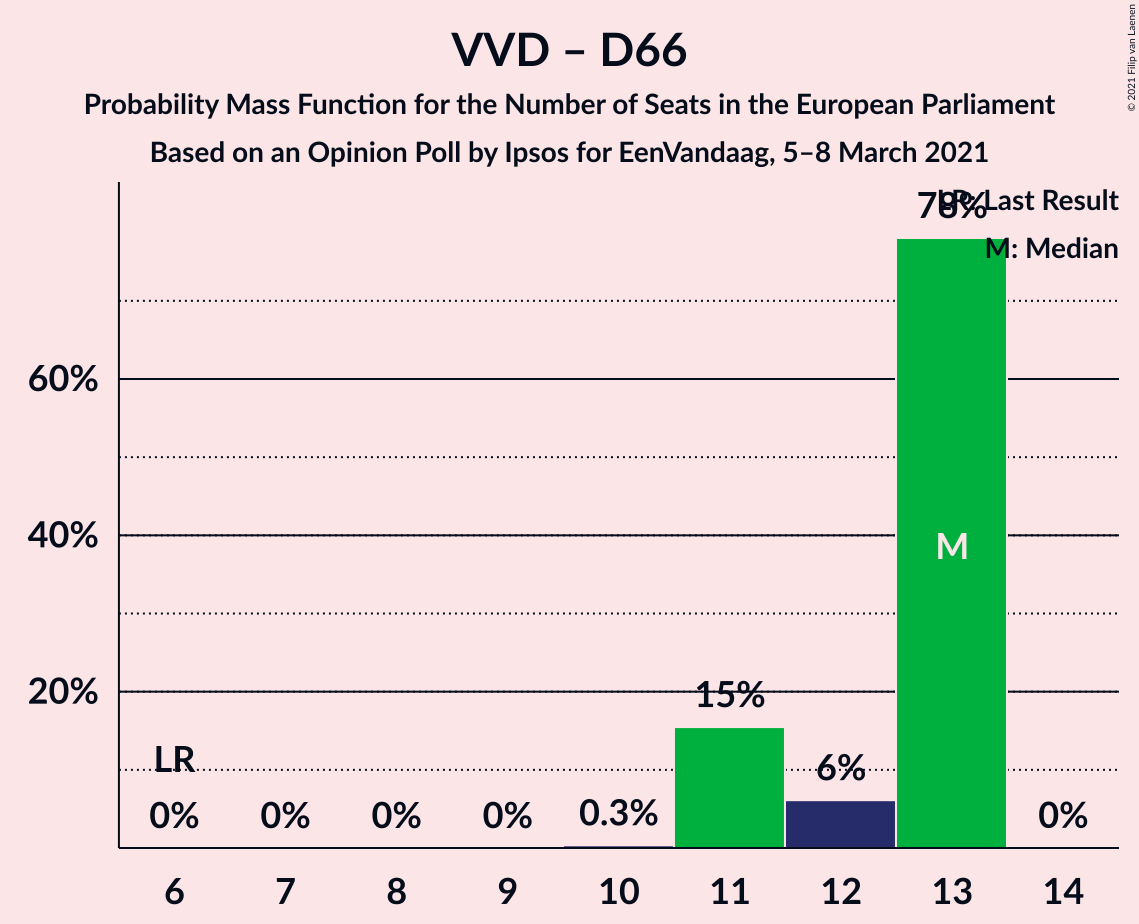 VVD – D66
Probability Mass Function for the Number of Seats in the European Parliament
Based on an Opinion Poll by Ipsos for EenVandaag, 5–8 March 2021
© 2021 Filip van Laenen
78%
LR: Last Result
M: Median
60%
40%
M
20%
15%
LR
6%
0%
0%
0%
0%
0.3%
0%
6 7 8 9 10 11 12 13 14